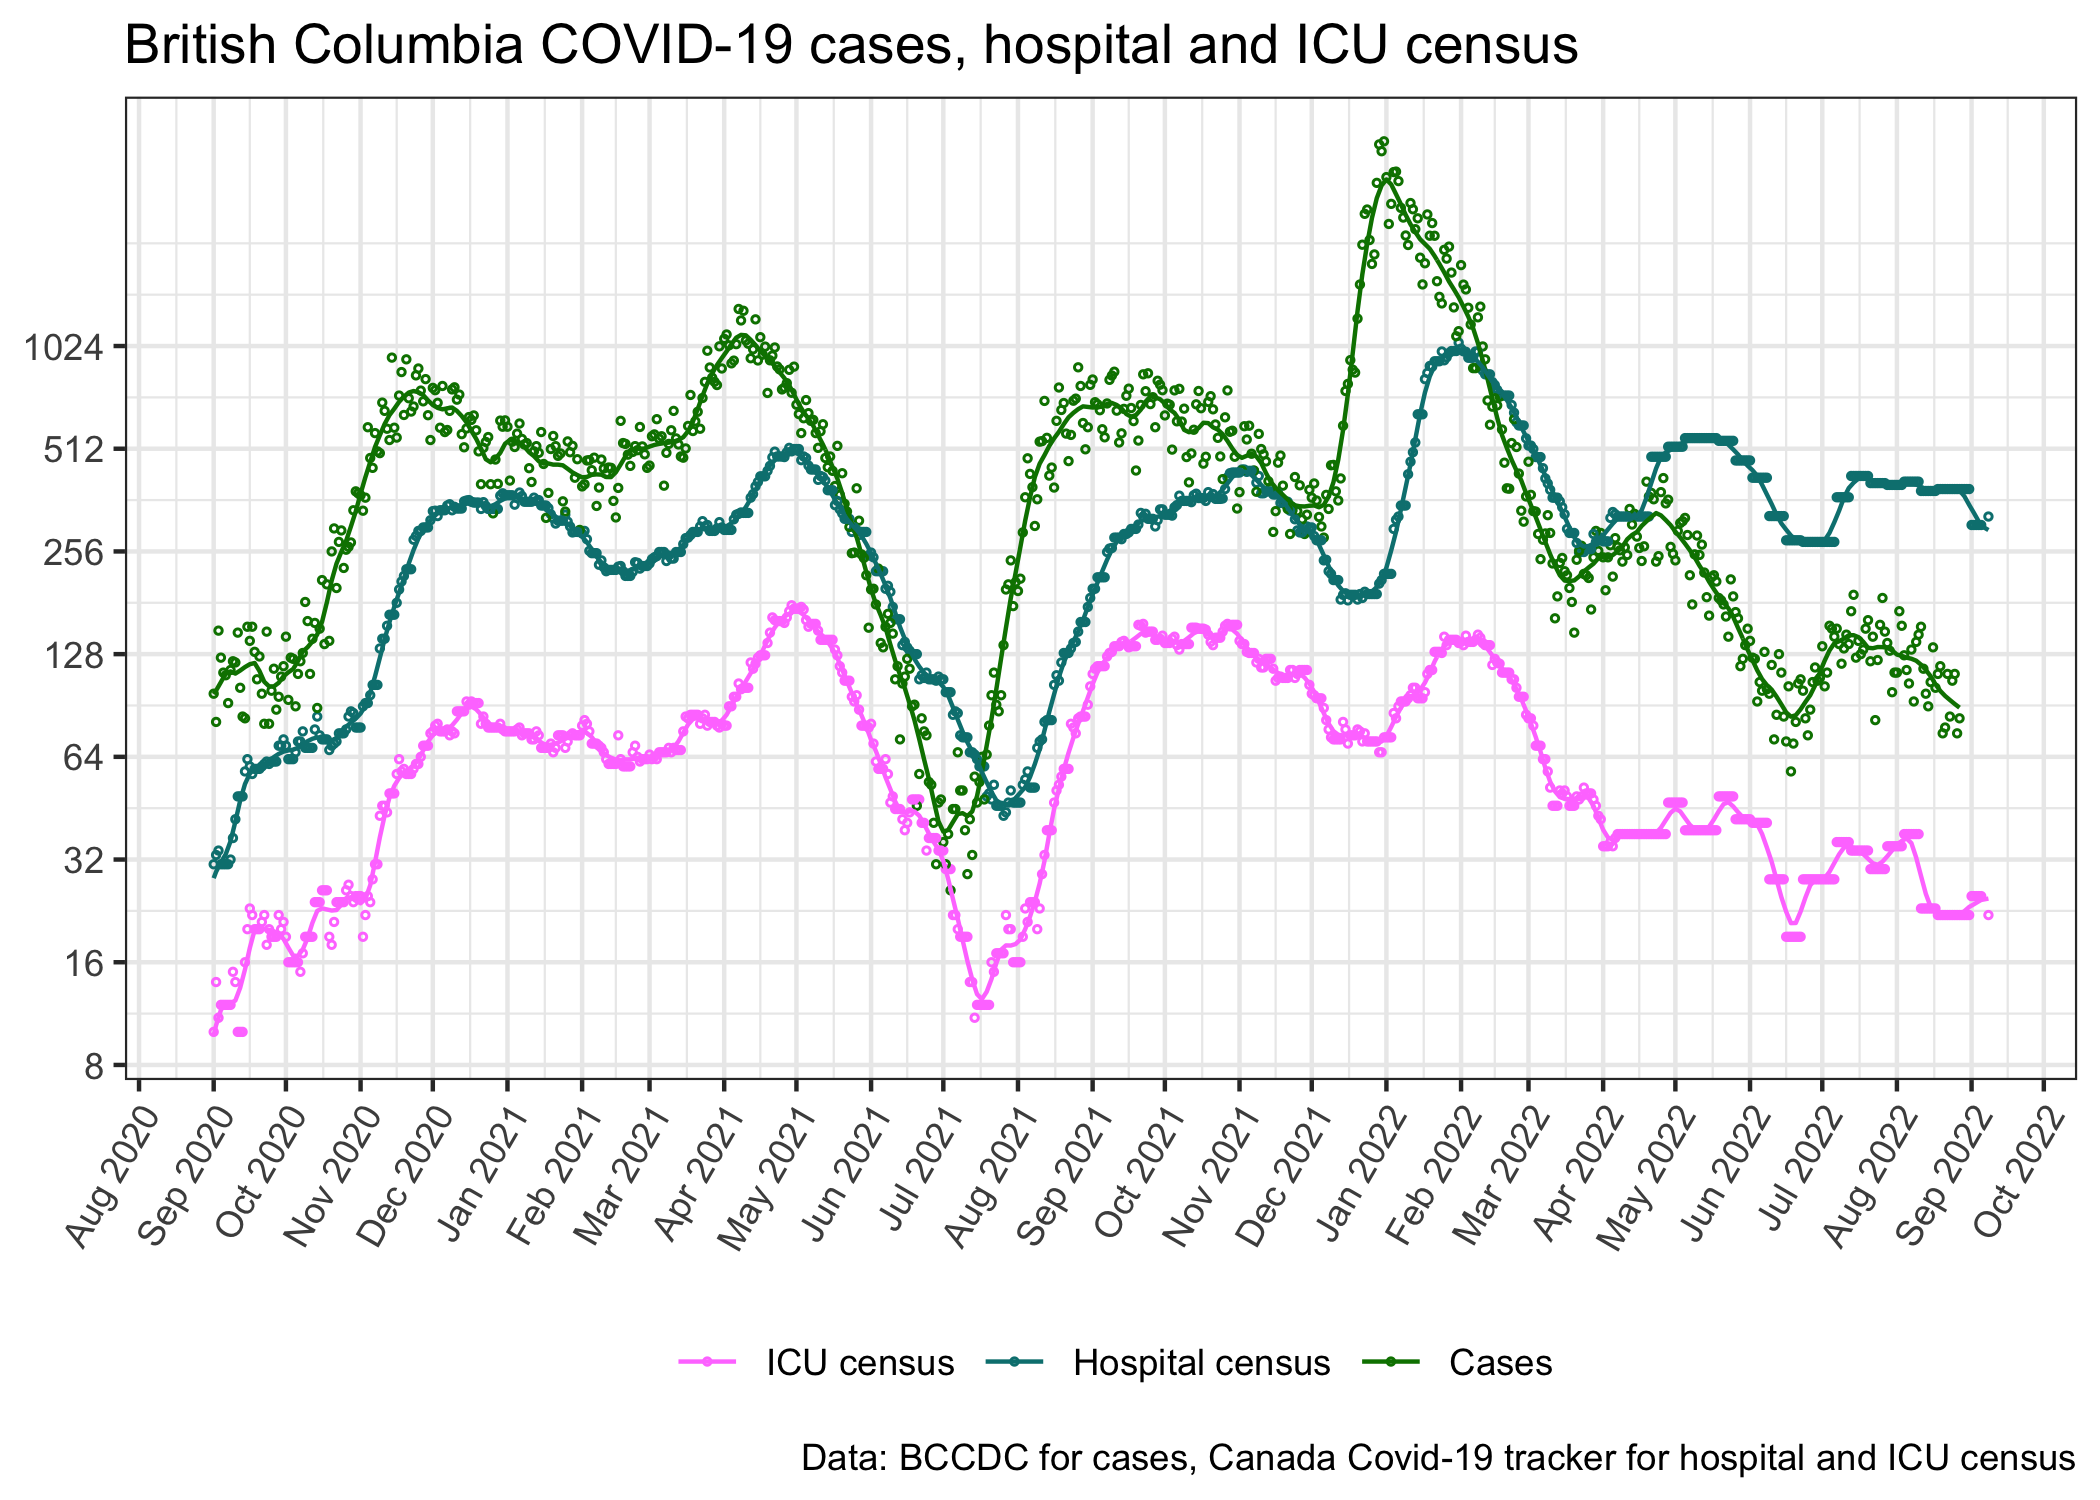 British Columbia COVID-19 cases, hospital and ICU census
1024
512
256
128
64
32
16
8
Aug 2020
Sep 2020
Oct 2020
Nov 2020
Dec 2020
Jan 2021
Feb 2021
Mar 2021
Apr 2021
May 2021
Jun 2021
Jul 2021
Aug 2021
Sep 2021
Oct 2021
Nov 2021
Dec 2021
Jan 2022
Feb 2022
Mar 2022
Apr 2022
May 2022
Jun 2022
Jul 2022
Aug 2022
Sep 2022
Oct 2022
ICU census Hospital census Cases
Data: BCCDC for cases, Canada Covid-19 tracker for hospital and ICU census